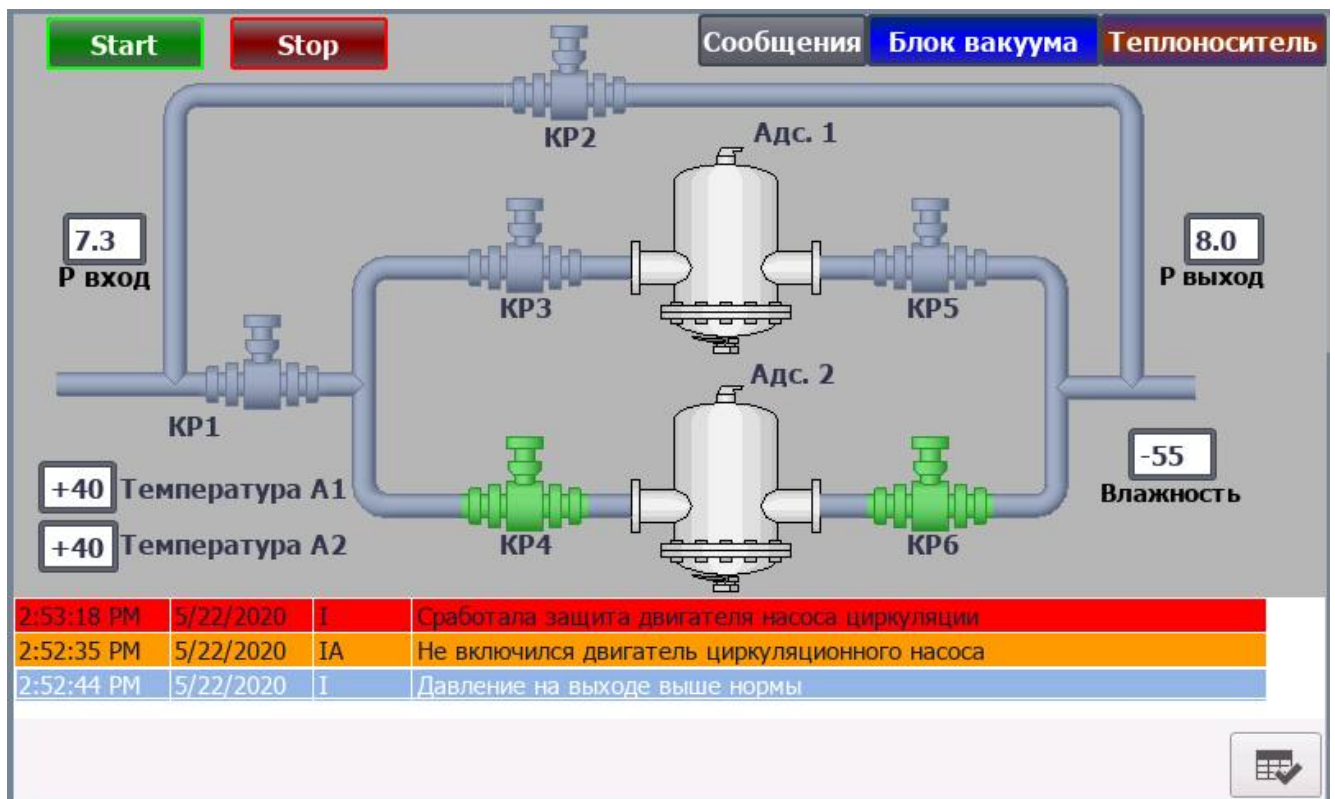 Start Stop Сообщения Блок вакуума Теплоноситель
КР2
Адс. 1
7.3
Р вход
8.0
Р выход
КР3
КР5
Адс. 2
КР1
-55
Влажность
+40 Температура А1
+40 Температура А2
КР4
КР6
2:53:18 PM 5/22/2020 I Сработала защита двигателя насоса циркуляции
2:52:35 PM 5/22/2020 IA Не включился двигатель циркуляционного насоса
2:52:44 PM 5/22/2020 I Давление на выходе выше нормы